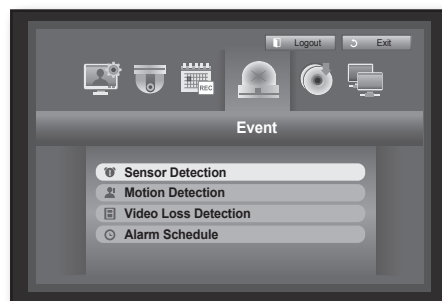 Logout Exit
REC
Event
Sensor Detection
Motion Detection
Video Loss Detection
Alarm Schedule